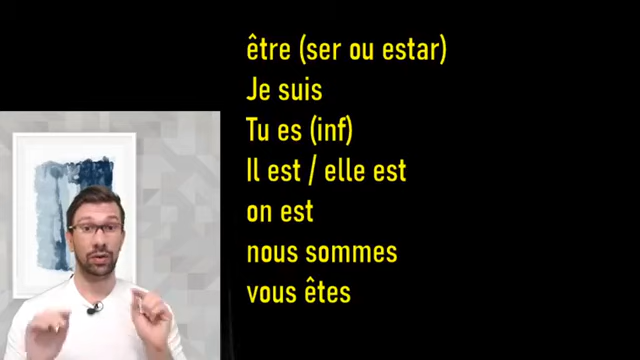 être (ser ou estar)
Je suis
Tu es (inf)
Il est / elle est
on est
nous sommes
vous êtes